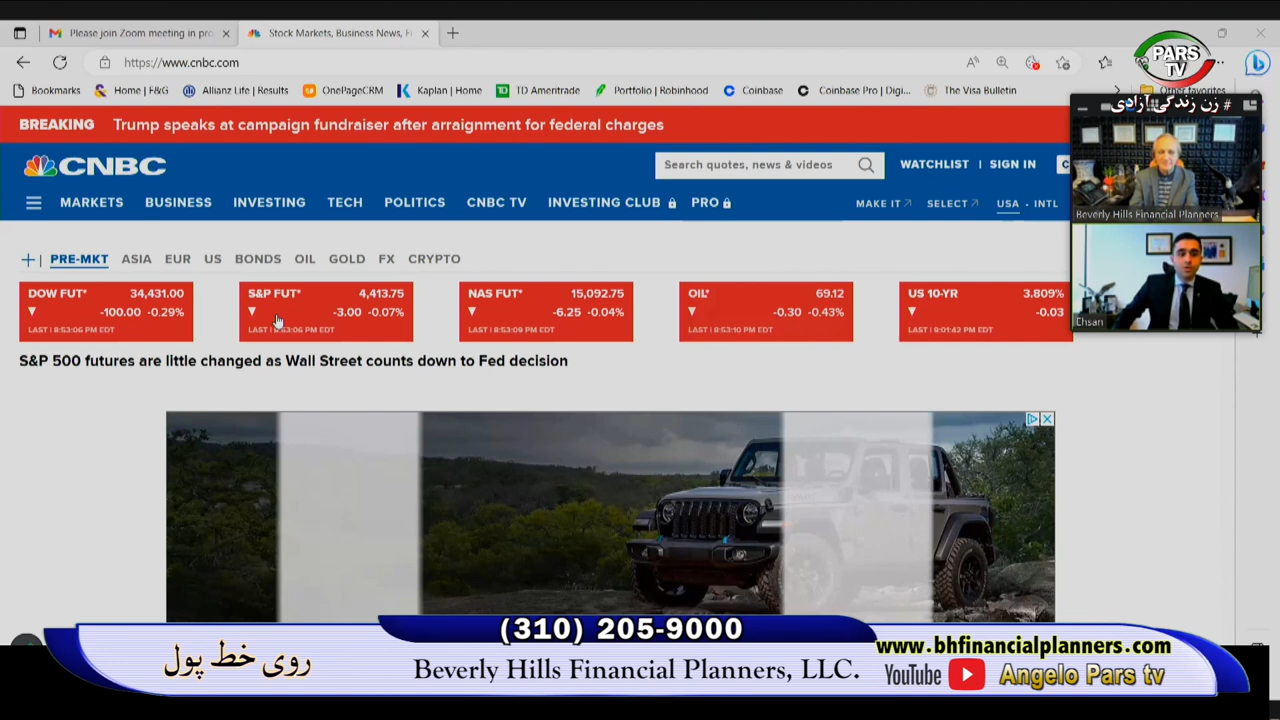 Please join Zoom meeting in pro
Stock Markets, Business News, F
https://www.cnbc.com
Bookmarks
Home | F&G
Allianz Life | Results
OnePageCRM
Kaplan | Home
TD Ameritrade
Portfolio | Robinhood
Coinbase
Coinbase Pro | Digi...
The Visa Bulletin
Other favorites
PARS
TV
# زن زندگی آزادی
BREAKING Trump speaks at campaign fundraiser after arraignment for federal charges
CNBC
Search quotes, news & videos
WATCHLIST | SIGN IN
MARKETS BUSINESS INVESTING TECH POLITICS CNBC TV INVESTING CLUB PRO
MAKE IT SELECT USA • INTL
Beverly Hills Financial Planners
Ehsan
PRE-MKT ASIA EUR US BONDS OIL GOLD FX CRYPTO
DOW FUT* 34,431.00
-100.00 -0.29%
LAST | 8:53:06 PM EDT
S&P FUT* 4,413.75
-3.00 -0.07%
LAST | 8:53:06 PM EDT
NAS FUT* 15,092.75
-6.25 -0.04%
LAST | 8:53:09 PM EDT
OIL* 69.12
-0.30 -0.43%
LAST | 8:53:10 PM EDT
US 10-YR 3.809%
-0.03
LAST | 9:01:42 PM EDT
S&P 500 futures are little changed as Wall Street counts down to Fed decision
(310) 205-9000
روی خط پول
Beverly Hills Financial Planners, LLC.
www.bhfinancialplanners.com
YouTube Angelo Pars tv